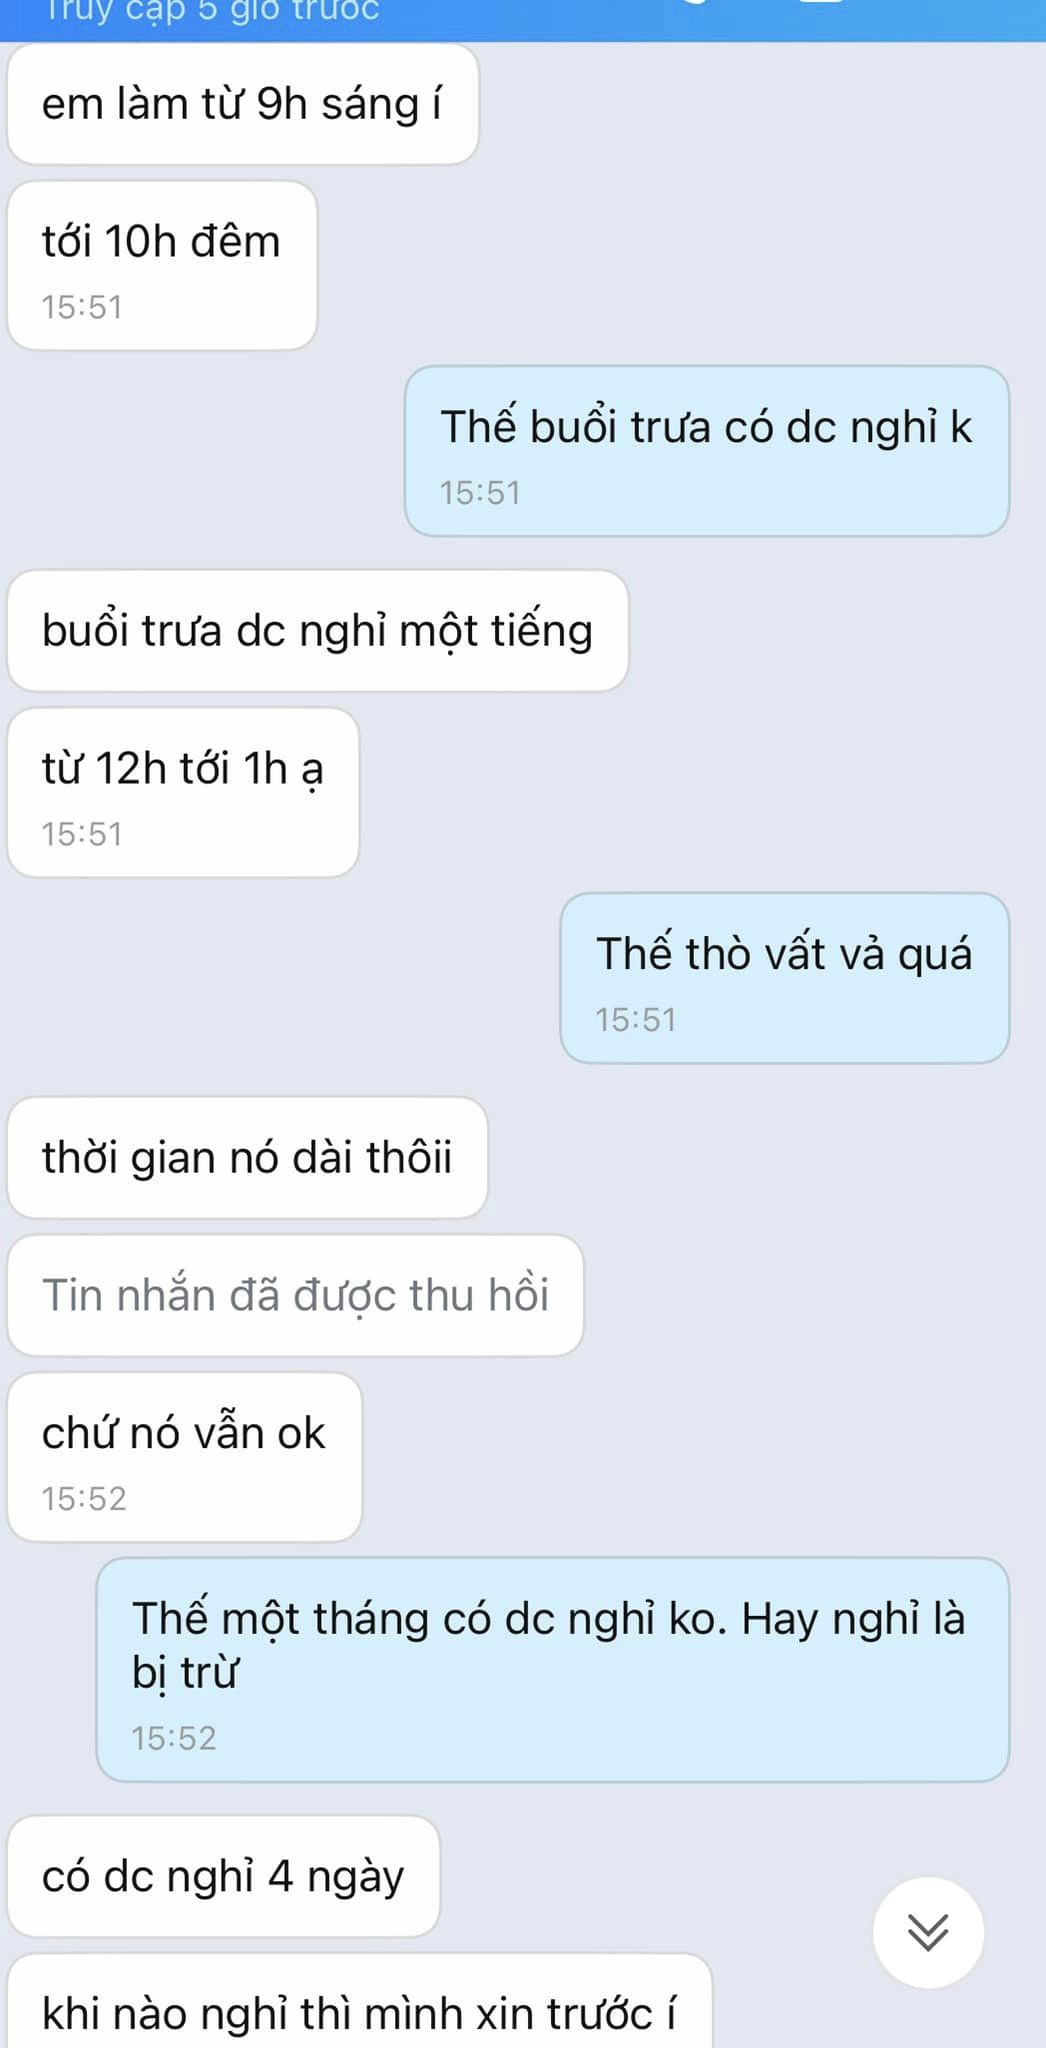 Truy cập 5 giờ trước
em làm từ 9h sáng í
tới 10h đêm
15:51
Thế buổi trưa có dc nghỉ k
15:51
buổi trưa dc nghỉ một tiếng
từ 12h tới 1h ạ
15:51
Thế thò vất vả quá
15:51
thời gian nó dài thôii
Tin nhắn đã được thu hồi
chứ nó vẫn ok
15:52
Thế một tháng có dc nghỉ ko. Hay nghỉ là
bị trừ
15:52
có dc nghỉ 4 ngày
khi nào nghỉ thì mình xin trước í